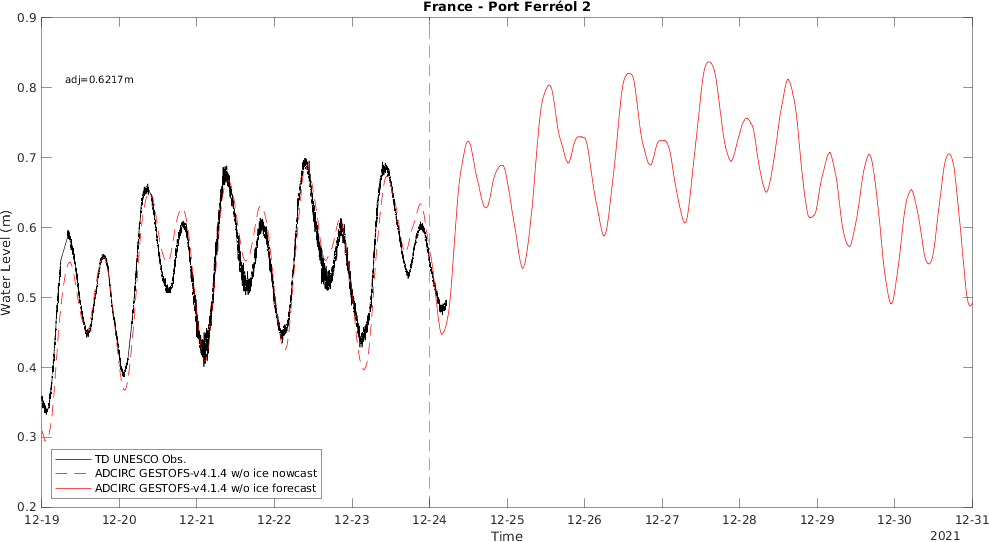 France - Port Ferréol 2
0.9
0.8
0.7
0.6
0.5
0.4
0.3
0.2
Water Level (m)
adj=0.6217m
TD UNESCO Obs.
ADCIRC GESTOFS-v4.1.4 w/o ice nowcast
ADCIRC GESTOFS-v4.1.4 w/o ice forecast
12-19 12-20 12-21 12-22 12-23 12-24 12-25 12-26 12-27 12-28 12-29 12-30 12-31
Time
2021